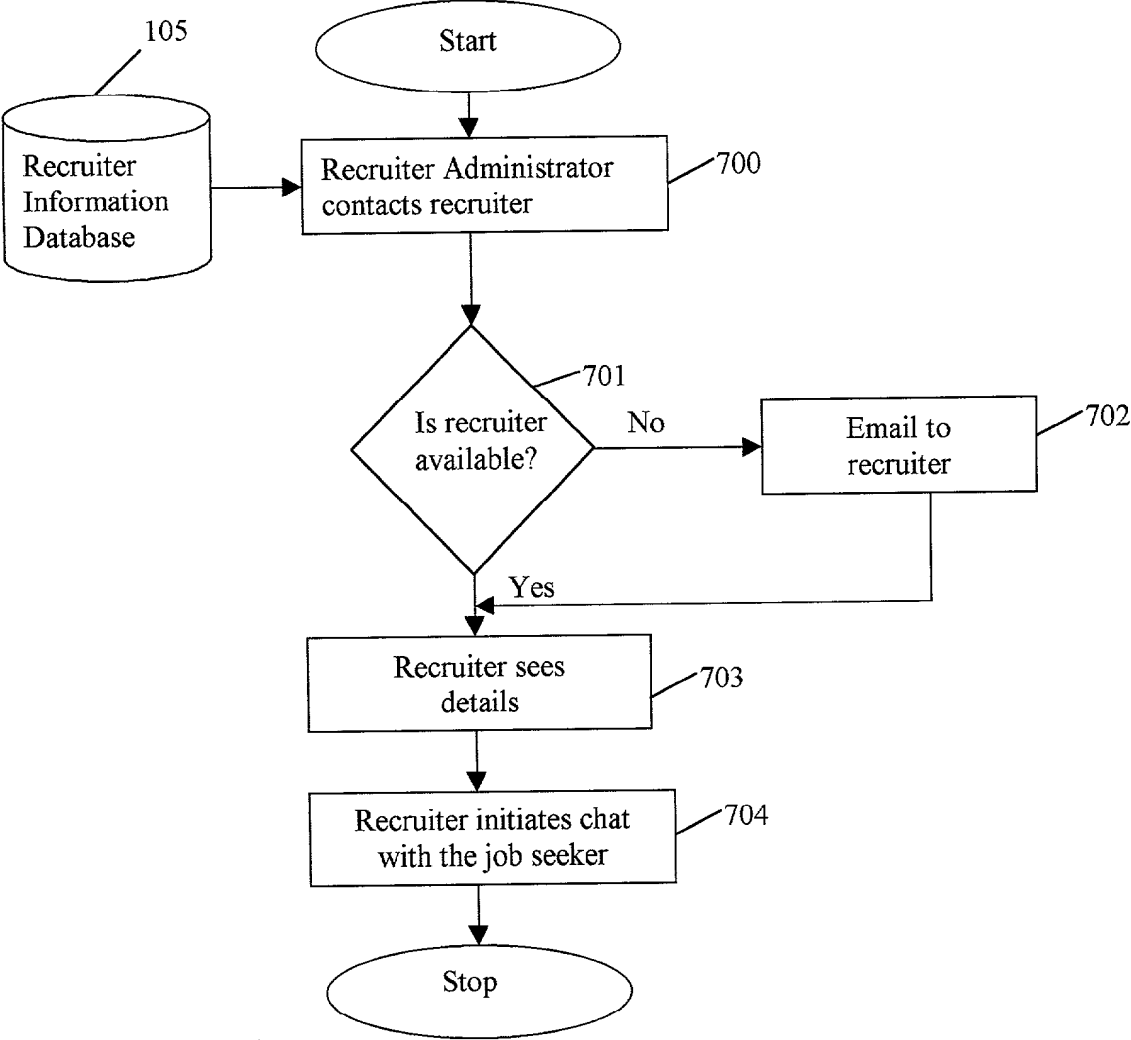 105
Start
Recruiter
Information
Database
Recruiter Administrator
contacts recruiter
700
701
Is recruiter
available?
No
Email to
recruiter
702
Yes
Recruiter sees
details
703
Recruiter initiates chat
with the job seeker
704
Stop